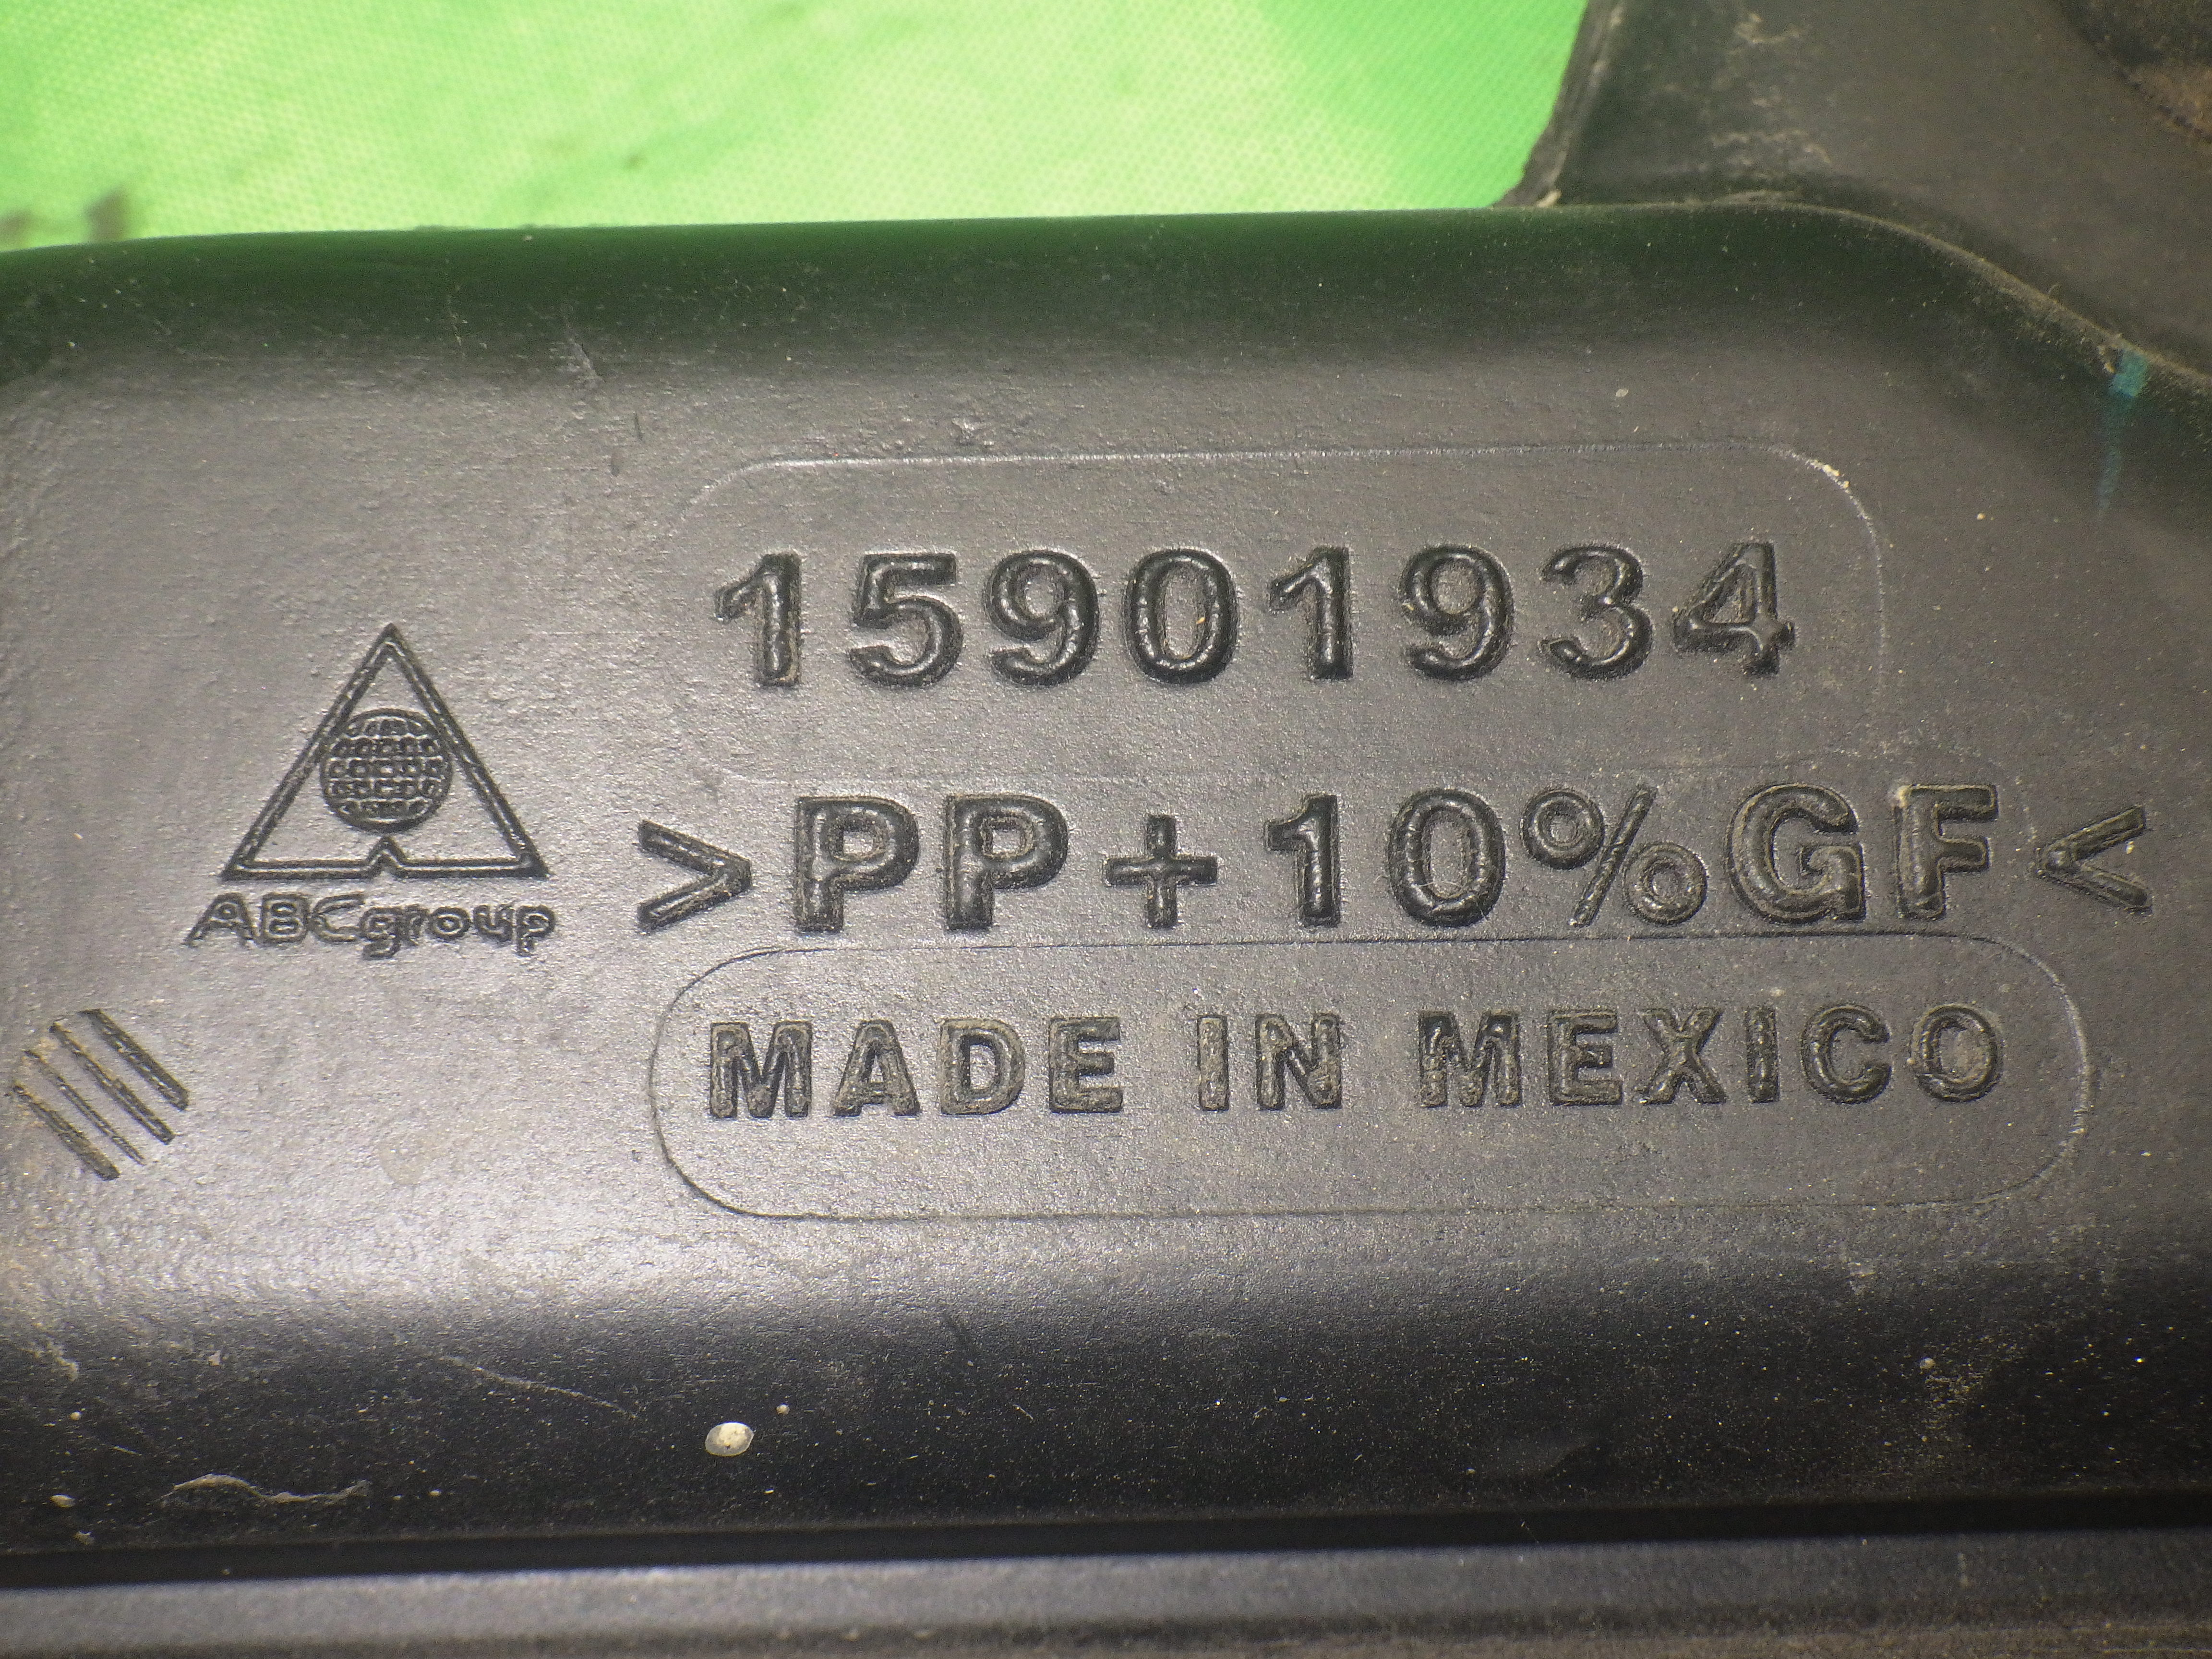 15901934
>PP+10%GF<
ABCgroup
MADE IN MEXICO